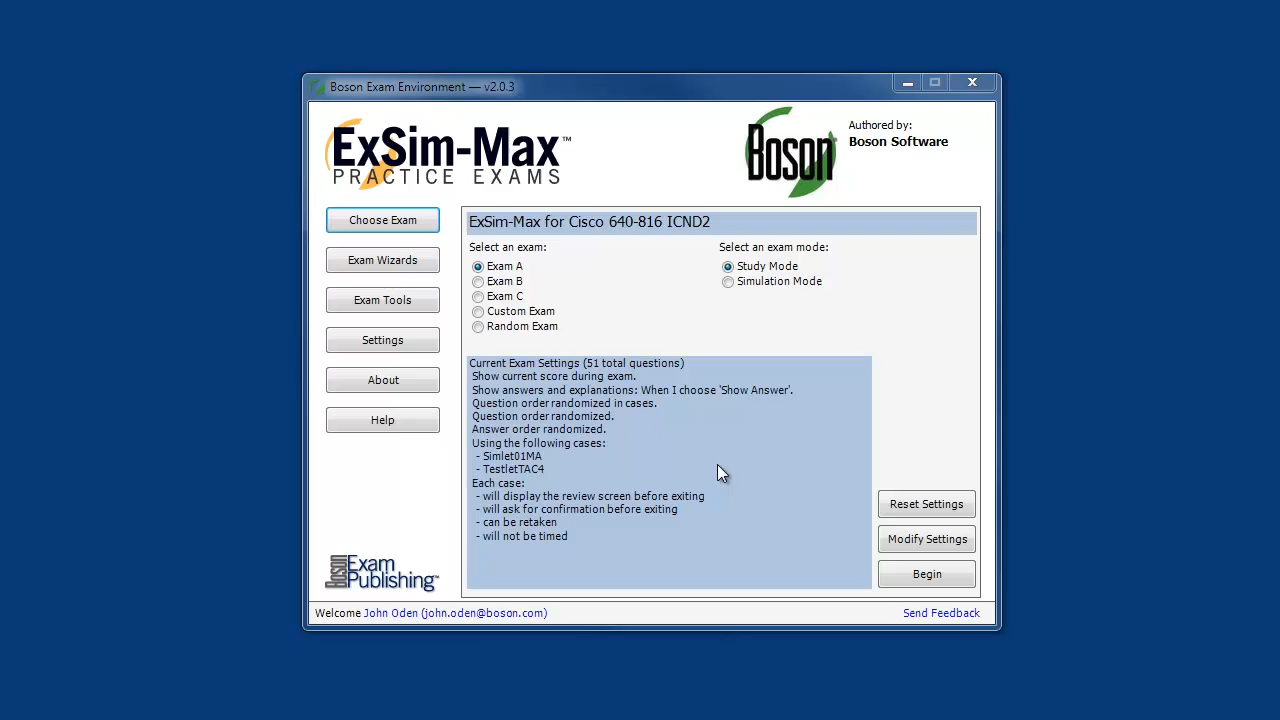 Boson Exam Environment — v2.0.3
ExSim-Max™
PRACTICE EXAMS
Boson
Authored by:
Boson Software
Choose Exam
Exam Wizards
Exam Tools
Settings
About
Help
ExSim-Max for Cisco 640-816 ICND2
Select an exam:
Exam A
Exam B
Exam C
Custom Exam
Random Exam
Select an exam mode:
Study Mode
Simulation Mode
Current Exam Settings (51 total questions)
Show current score during exam.
Show answers and explanations: When I choose 'Show Answer'.
Question order randomized in cases.
Question order randomized.
Answer order randomized.
Using the following cases:
- Simlet01MA
- TestletTAC4
Each case:
- will display the review screen before exiting
- will ask for confirmation before exiting
- can be retaken
- will not be timed
Reset Settings
Modify Settings
Begin
Boson Exam Publishing™
Welcome John Oden (john.oden@boson.com)
Send Feedback